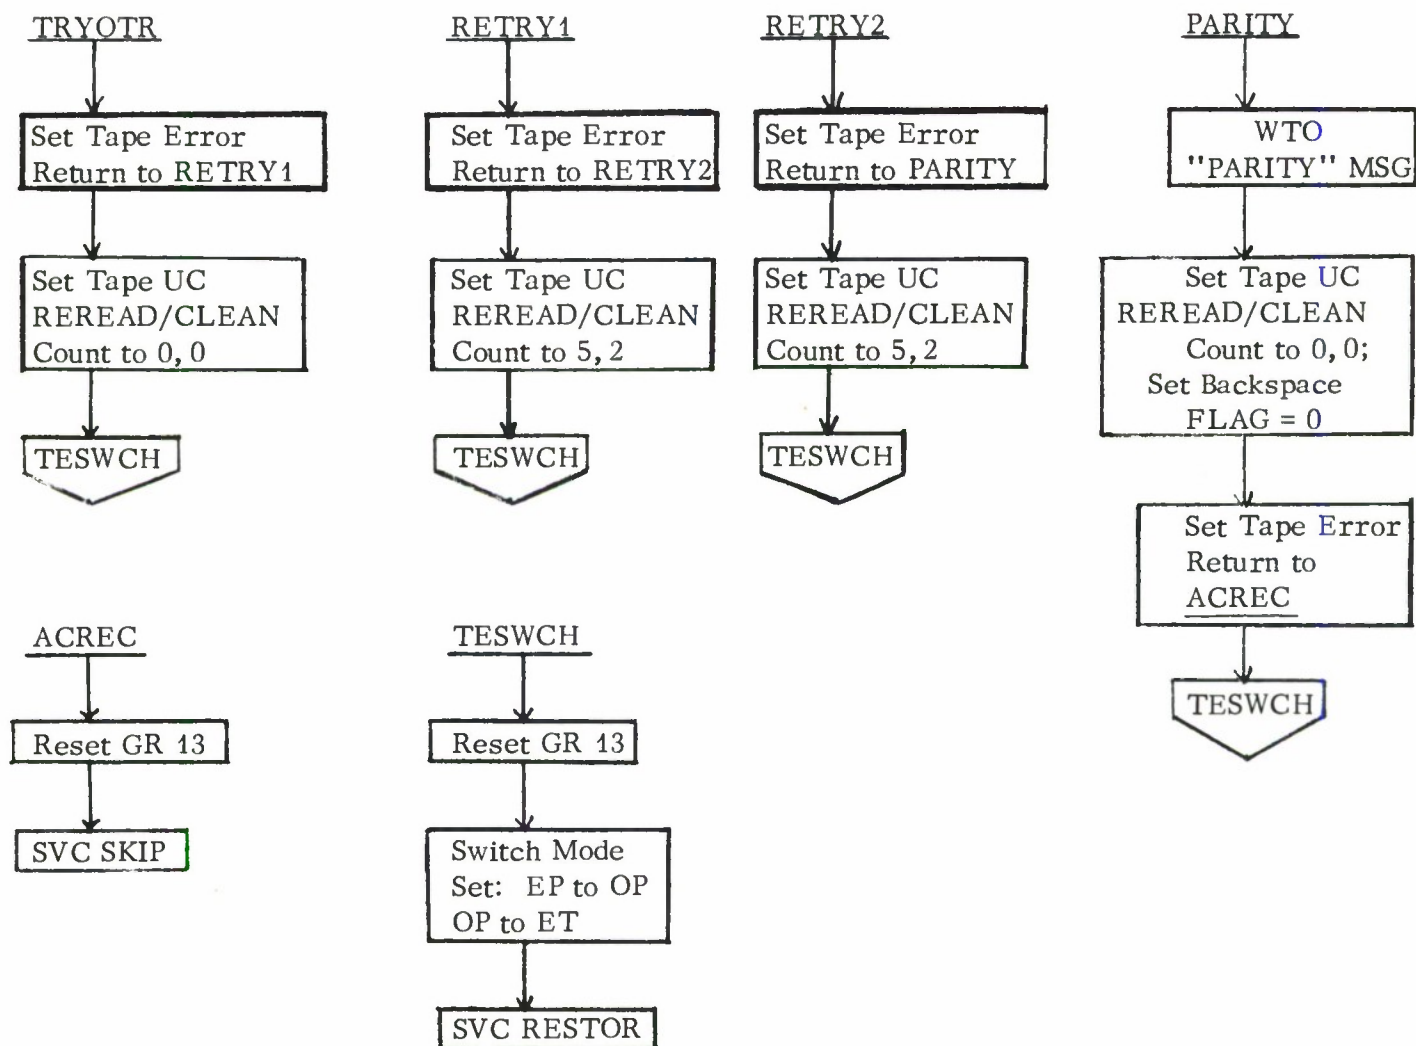 TRYOTR
Set Tape Error
Return to RETRY1
Set Tape UC
REREAD/CLEAN
Count to 0, 0
TESWCH
RETRY1
Set Tape Error
Return to RETRY2
Set Tape UC
REREAD/CLEAN
Count to 5, 2
TESWCH
RETRY2
Set Tape Error
Return to PARITY
Set Tape UC
REREAD/CLEAN
Count to 5, 2
TESWCH
PARITY
WTO
"PARITY" MSG
Set Tape UC
REREAD/CLEAN
Count to 0, 0;
Set Backspace
FLAG = 0
Set Tape Error
Return to
ACREC
TESWCH
ACREC
Reset GR 13
SVC SKIP
TESWCH
Reset GR 13
Switch Mode
Set: EP to OP
OP to ET
SVC RESTOR